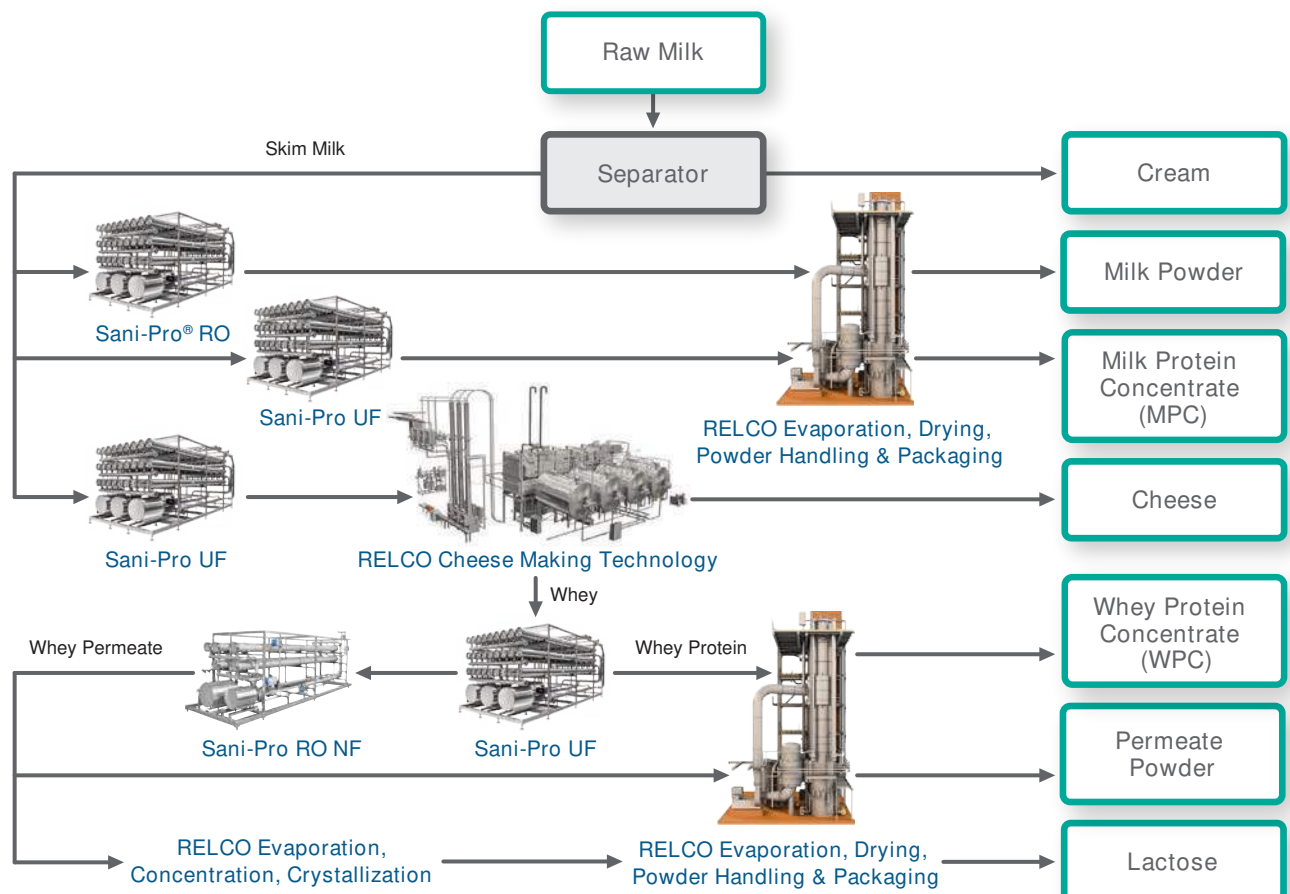 Raw Milk
Skim Milk
Separator
Cream
Milk Powder
Sani-Pro® RO
Sani-Pro UF
Milk Protein
Concentrate
(MPC)
RELCO Evaporation, Drying,
Powder Handling & Packaging
Cheese
Sani-Pro UF
RELCO Cheese Making Technology
Whey
Whey Protein
Concentrate
(WPC)
Whey Permeate
Whey Protein
Sani-Pro RO NF
Sani-Pro UF
Permeate
Powder
RELCO Evaporation,
Concentration, Crystallization
RELCO Evaporation, Drying,
Powder Handling & Packaging
Lactose